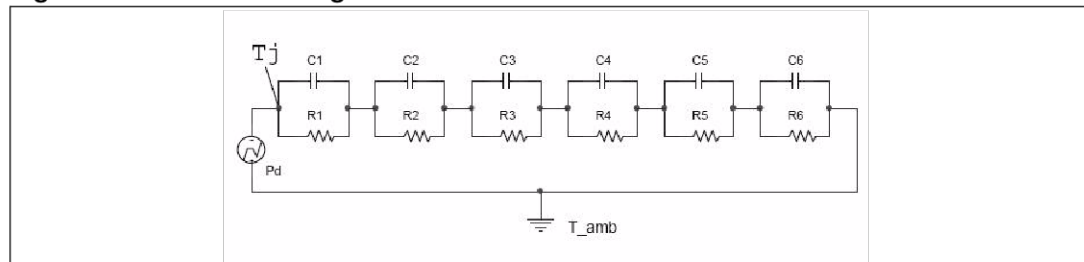 Tj
C1 C2 C3 C4 C5 C6
R1 R2 R3 R4 R5 R6
Pd
T_amb